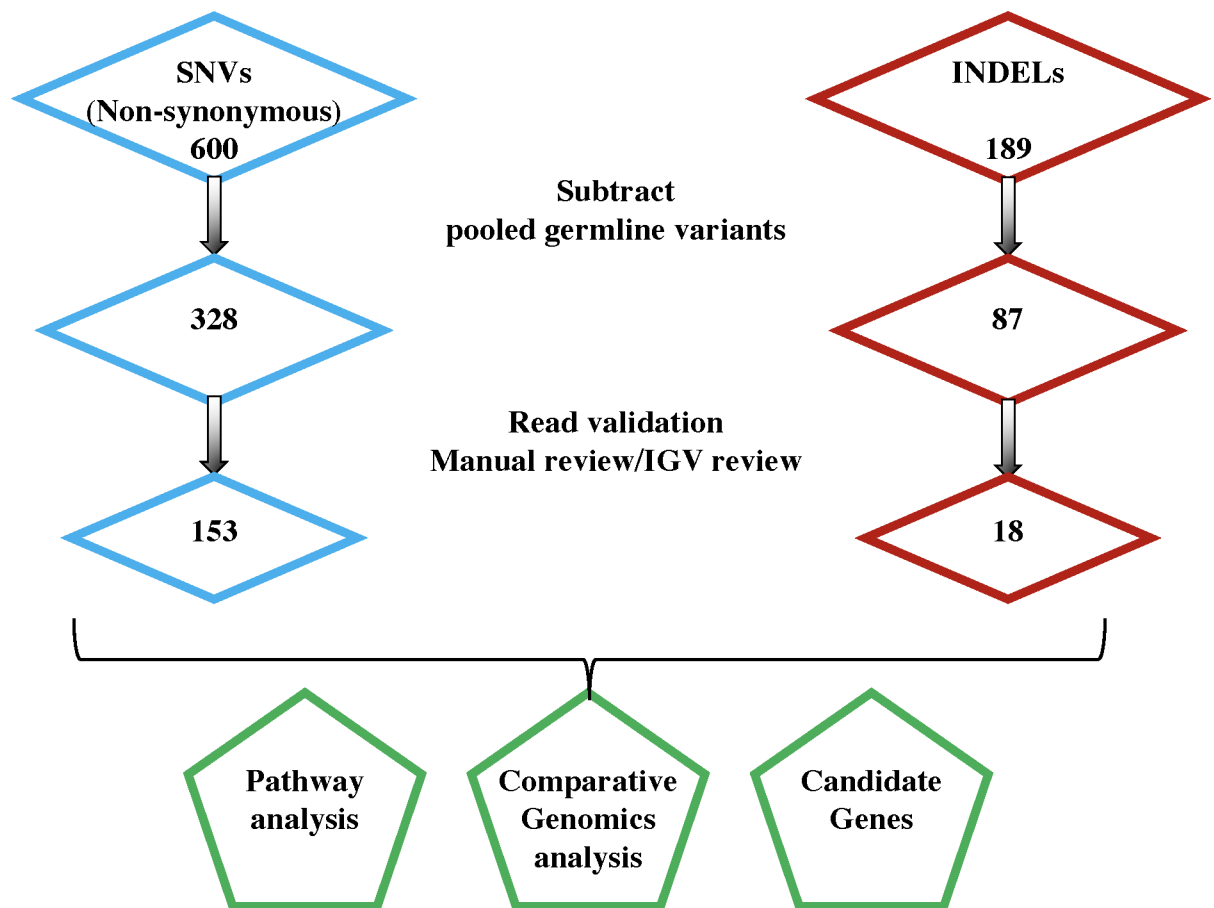 SNVs
(Non-synonymous)
600
INDELs
189
Subtract
pooled germline variants
328
87
Read validation
Manual review/IGV review
153
18
Pathway
analysis
Comparative
Genomics
analysis
Candidate
Genes